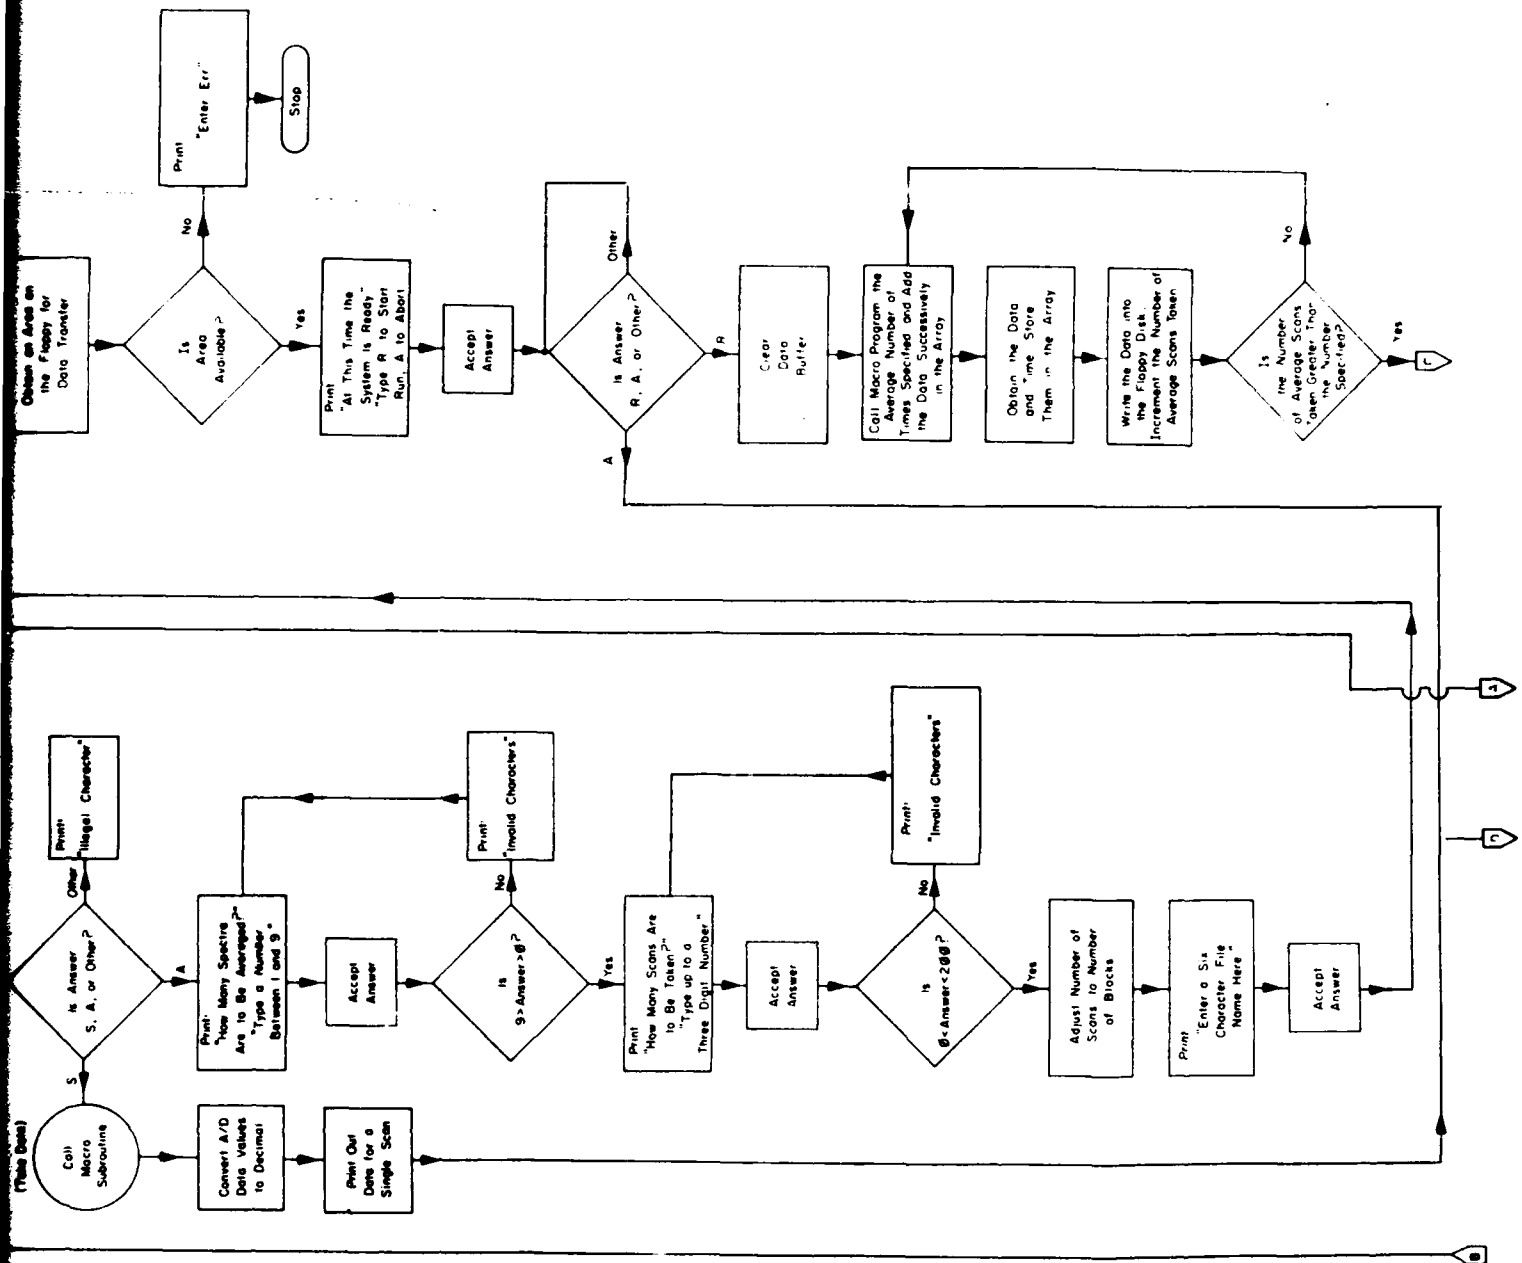 Obtain an Area on
the Floppy for
Data Transfer
Is
Area
Available?
No
Print
"Enter Err"
Stop
Yes
Print
"At This Time the
System Is Ready"
"Type R to Start
Run, A to Abort
Accept
Answer
Is Answer
R, A, or Other?
Other
A
R
Clear
Data
Buffer
Call Macro Program the
Average Number of
Times Specified and Add
the Data Successively
in the Array
Obtain the Data
and Time Store
Them in the Array
Write the Data into
the Floppy Disk.
Increment the Number of
Average Scans Taken
Is
the Number
of Average Scans
Taken Greater Than
the Number
Specified?
No
Yes
(Take Data)
Call
Macro
Subroutine
S
Is Answer
S, A, or Other?
Other
Print:
"Illegal Character"
A
Convert A/D
Data Values
to Decimal
Print Out
Data for a
Single Scan
Print:
"How Many Spectra
Are to Be Averaged?"
"Type a Number
Between 1 and 9"
Accept
Answer
Is
9>Answer>0?
No
Print:
"Invalid Characters"
Yes
Print
"How Many Scans Are
to Be Taken?"
"Type up to a
Three Digit Number"
Accept
Answer
Is
0<Answer<200?
No
Print:
"Invalid Characters"
Yes
Adjust Number of
Scans to Number
of Blocks
Print
"Enter a Six
Character File
Name Here"
Accept
Answer